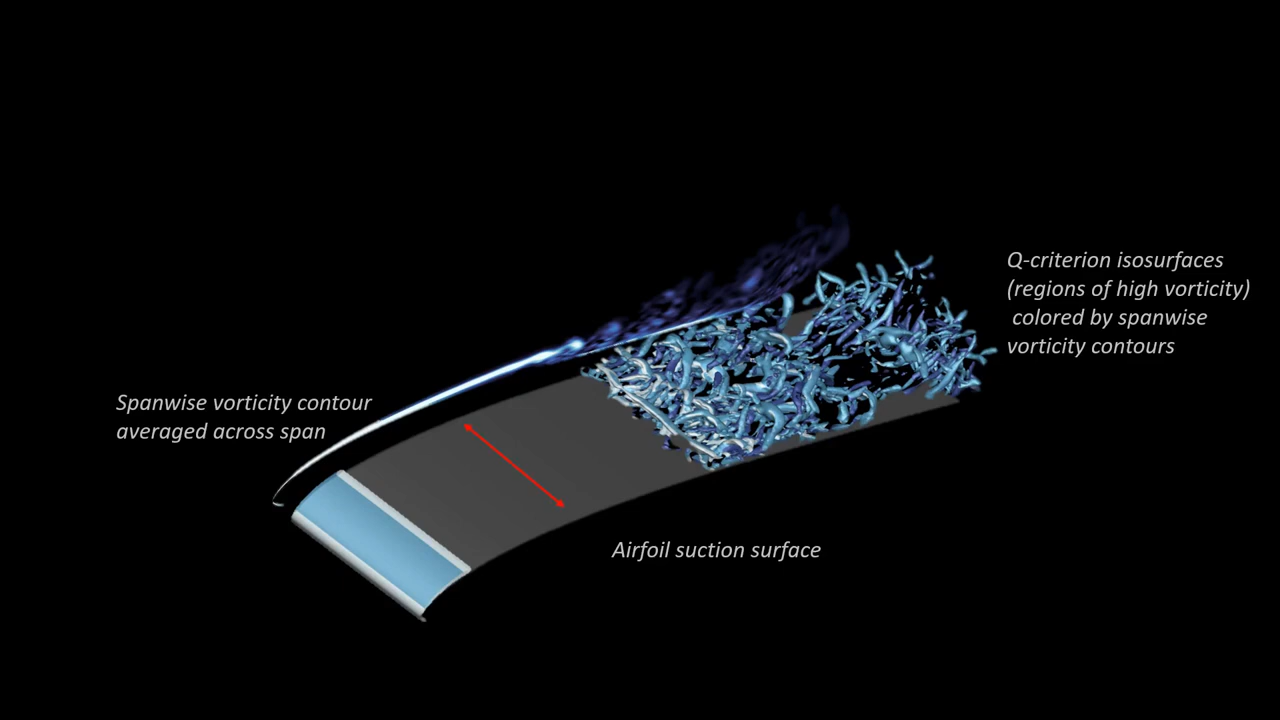 Q-criterion isosurfaces
(regions of high vorticity)
colored by spanwise
vorticity contours
Spanwise vorticity contour
averaged across span
Airfoil suction surface